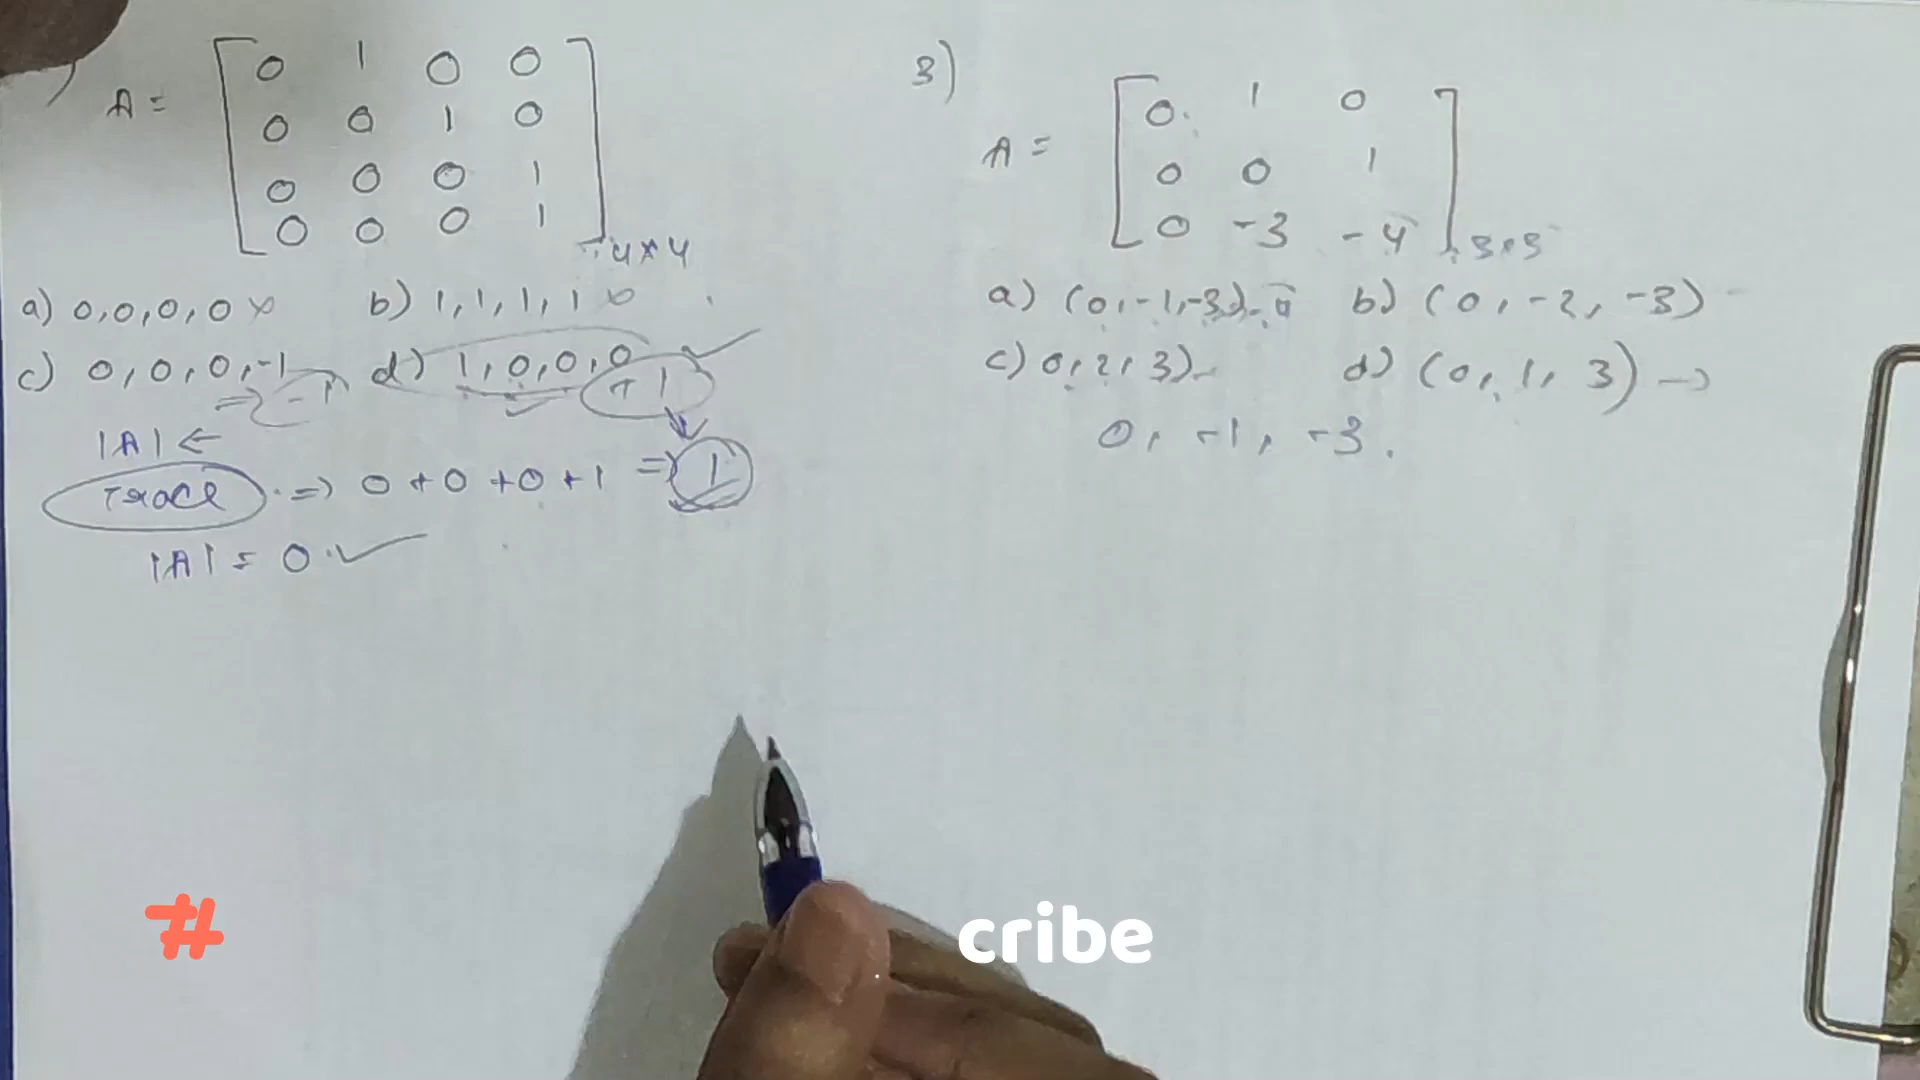 A = [ 0 1 0 0
0 0 1 0
0 0 0 1
0 0 0 1 ] 4×4
a) 0,0,0,0 × b) 1,1,1,1 ×
c) 0,0,0,-1 d) 1,0,0,0 ✓
⇒ -1 +1
|A| ←
Trace ⇒ 0+0+0+1 ⇒ 1
|A| = 0 ✓
3)
A = [ 0 1 0
0 0 1
0 -3 -4 ] 3×3
a) (0,-1,-3) b) (0,-2,-3)
c) 0,2,3) d) (0,1,3) →
0, -1, -3.
# cribe